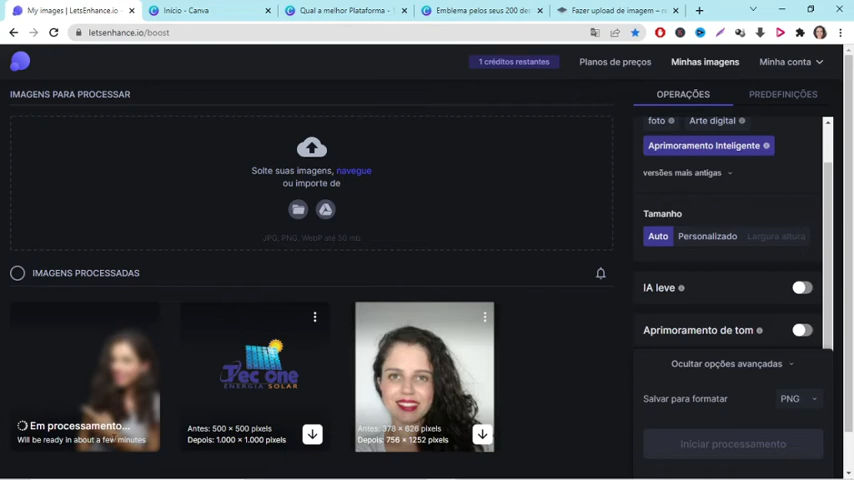 My images | LetsEnhance.io
Início - Canva
Qual a melhor Plataforma -
Emblema pelos seus 200 des
Fazer upload de imagem – re
letsenhance.io/boost
1 créditos restantes
Planos de preços
Minhas imagens
Minha conta
IMAGENS PARA PROCESSAR
OPERAÇÕES
PREDEFINIÇÕES
foto
Arte digital
Aprimoramento Inteligente
versões mais antigas
Solte suas imagens, navegue
ou importe de
JPG, PNG, WebP até 50 mb.
Tamanho
Auto
Personalizado
Largura altura
IMAGENS PROCESSADAS
IA leve
Aprimoramento de tom
Tec One
ENERGIA SOLAR
Em processamento...
Will be ready in about a few minutes
Antes: 500 × 500 pixels
Depois: 1.000 × 1.000 pixels
Antes: 378 × 626 pixels
Depois: 756 × 1252 pixels
Ocultar opções avançadas
Salvar para formatar
PNG
Iniciar processamento